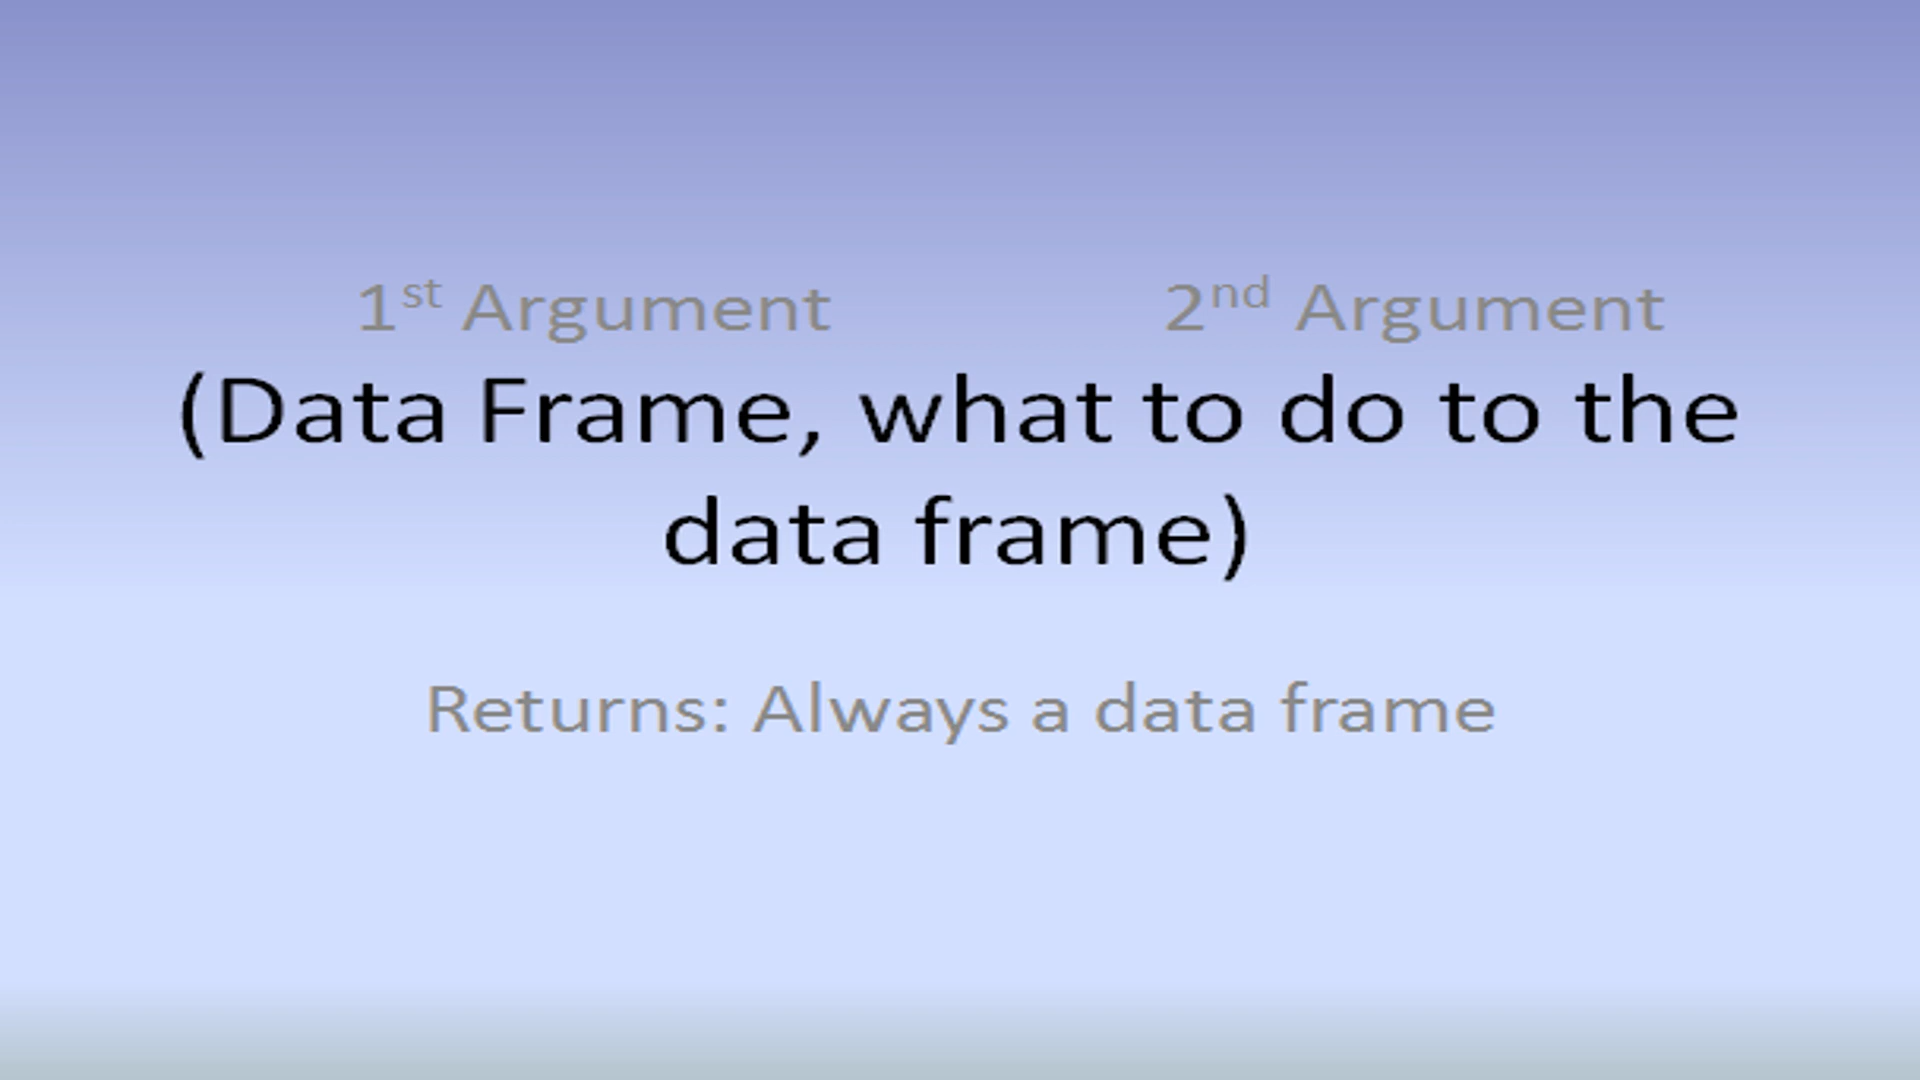 1st Argument 2nd Argument
(Data Frame, what to do to the
data frame)
Returns: Always a data frame